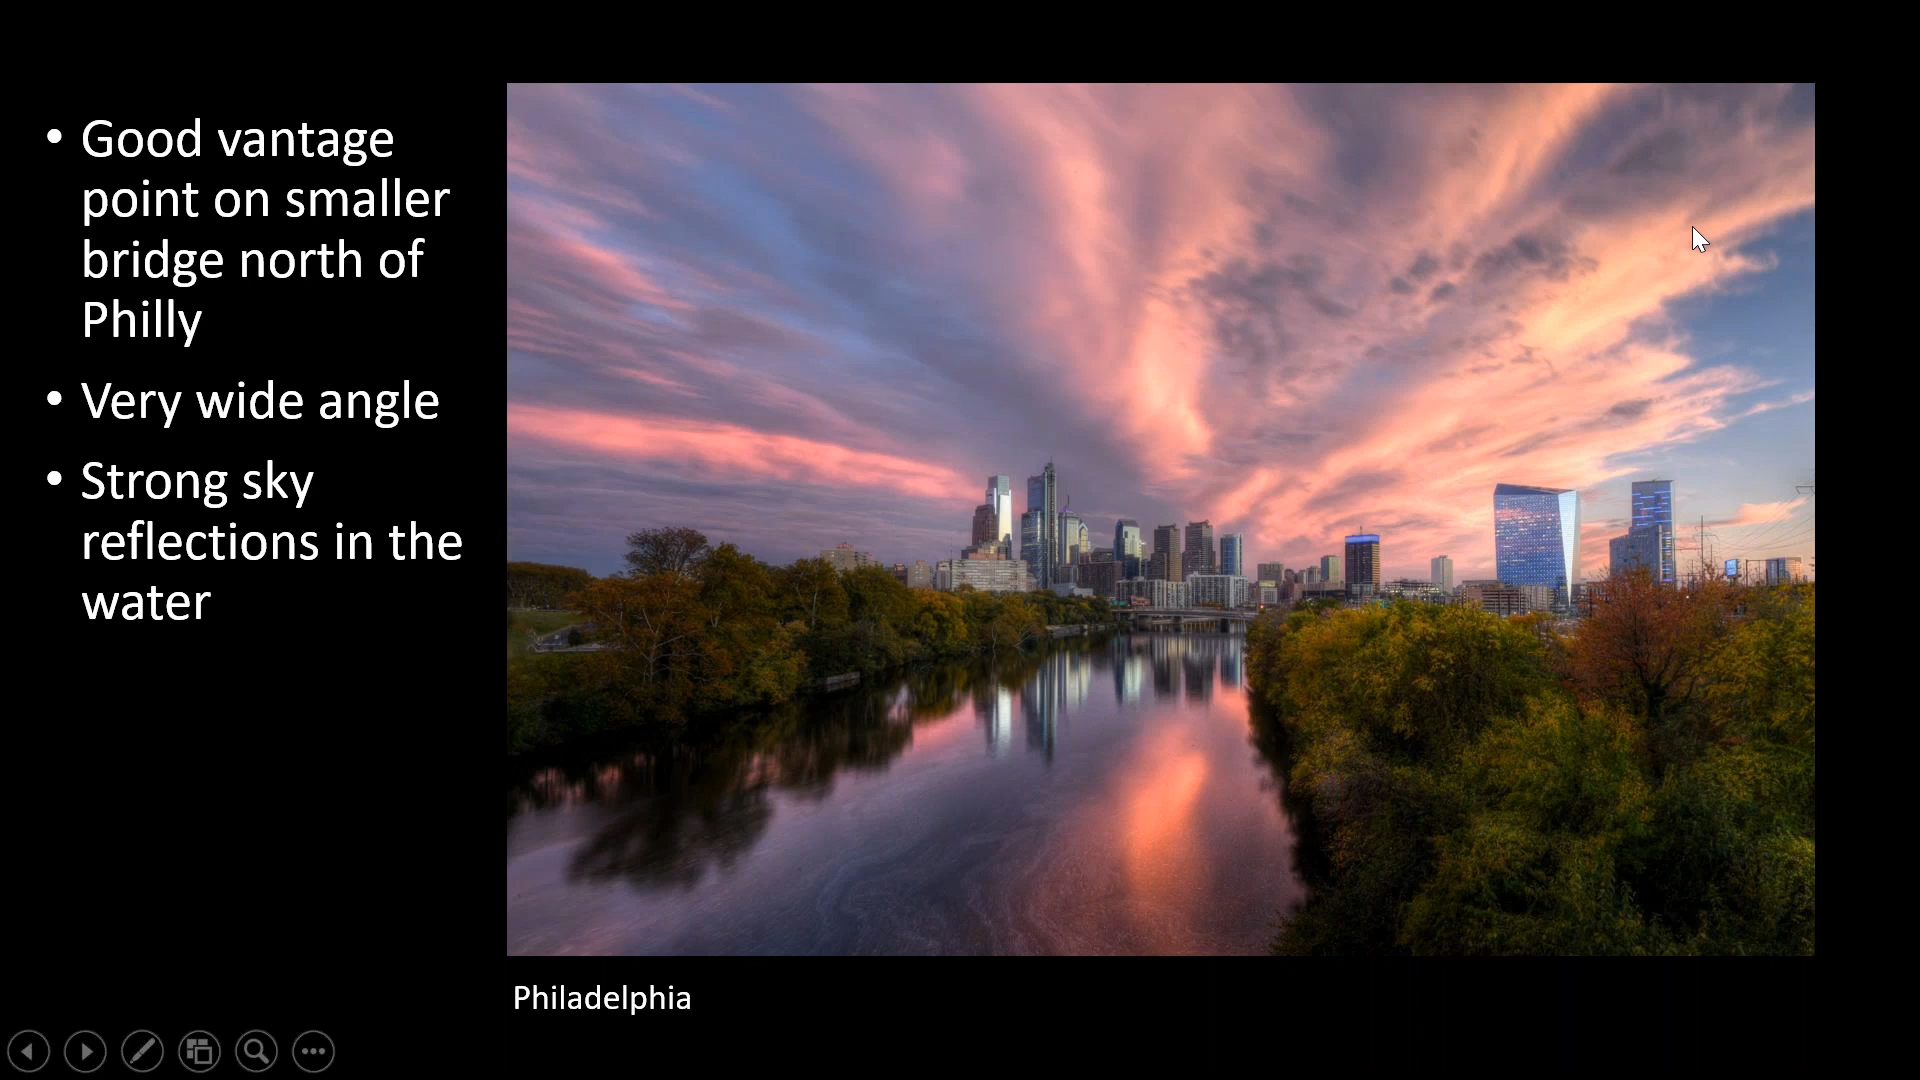 • Good vantage
point on smaller
bridge north of
Philly
• Very wide angle
• Strong sky
reflections in the
water
Philadelphia